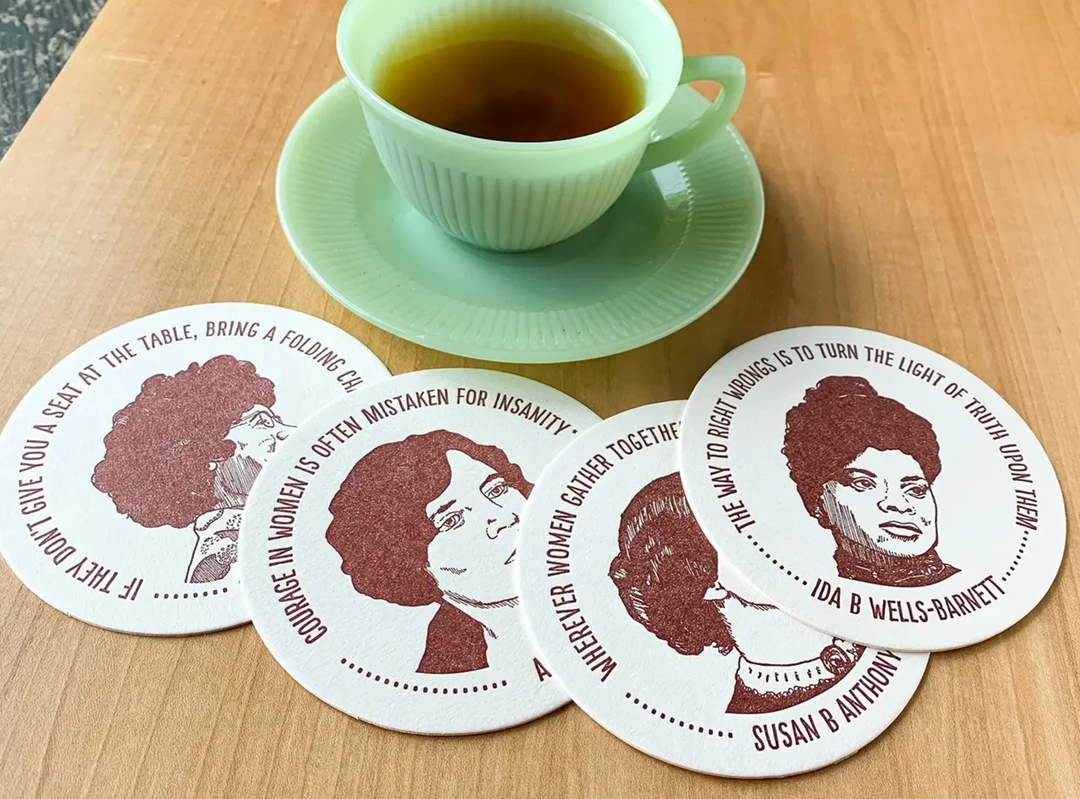 IF THEY DON'T GIVE YOU A SEAT AT THE TABLE, BRING A FOLDING CH
COURAGE IN WOMEN IS OFTEN MISTAKEN FOR INSANITY"
A
WHEREVER WOMEN GATHER TOGETHE
SUSAN B ANTHONY
THE WAY TO RIGHT WRONGS IS TO TURN THE LIGHT OF TRUTH UPON THEM
IDA B WELLS-BARNETT